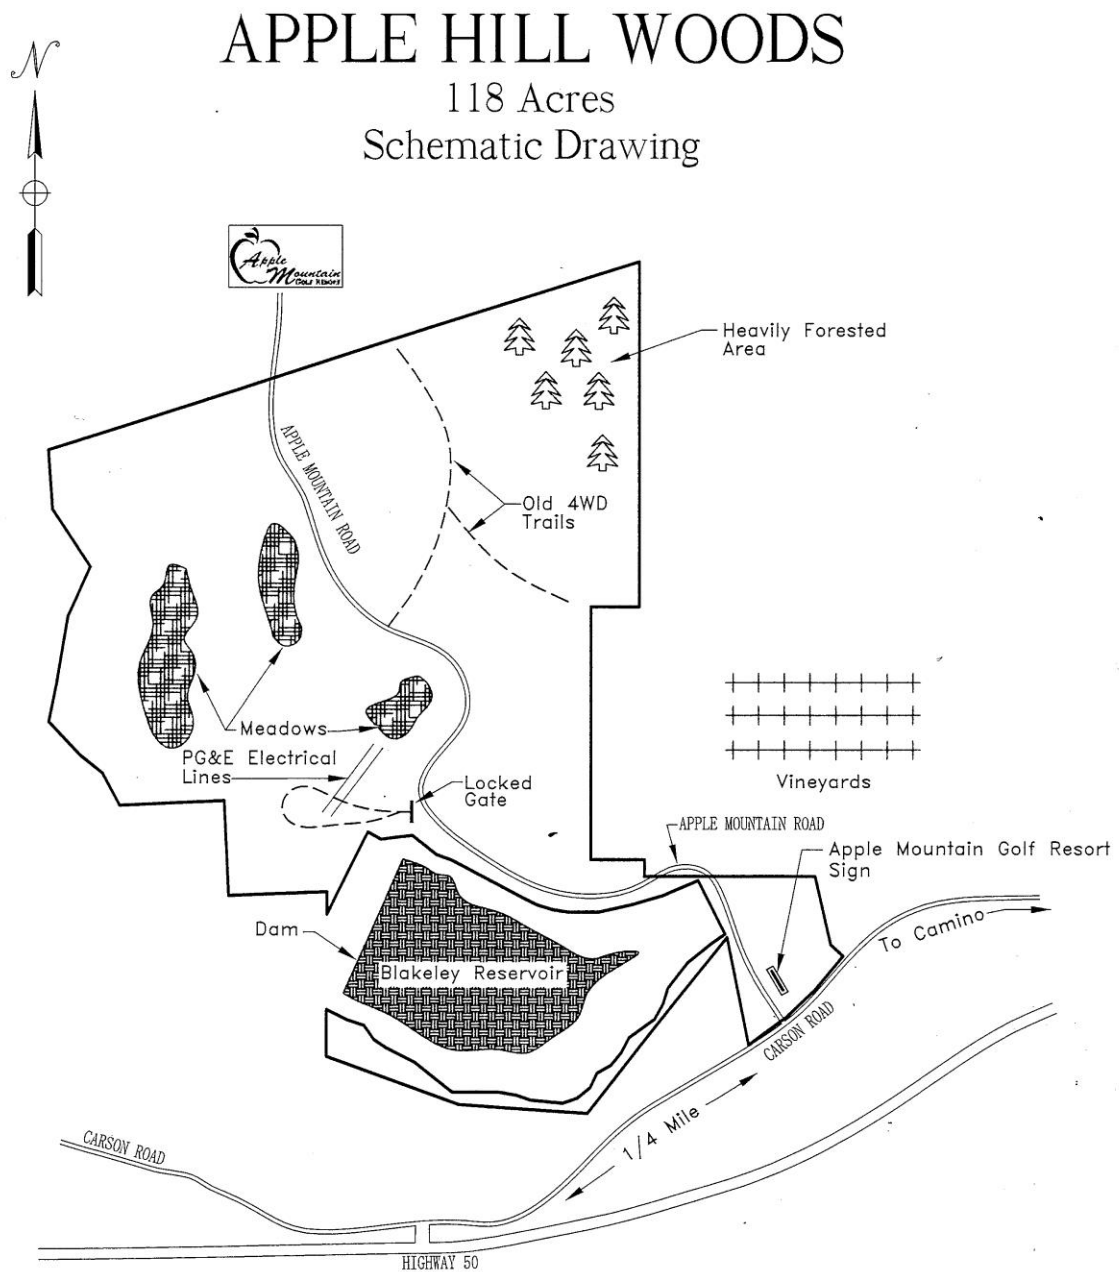 APPLE HILL WOODS
118 Acres
Schematic Drawing
N
Apple
Mountain
GOLF RESORT
Heavily Forested
Area
APPLE MOUNTAIN ROAD
Old 4WD
Trails
Meadows
PG&E Electrical
Lines
Locked
Gate
Vineyards
APPLE MOUNTAIN ROAD
Apple Mountain Golf Resort
Sign
Dam
Blakeley Reservoir
To Camino
CARSON ROAD
1/4 Mile
CARSON ROAD
HIGHWAY 50